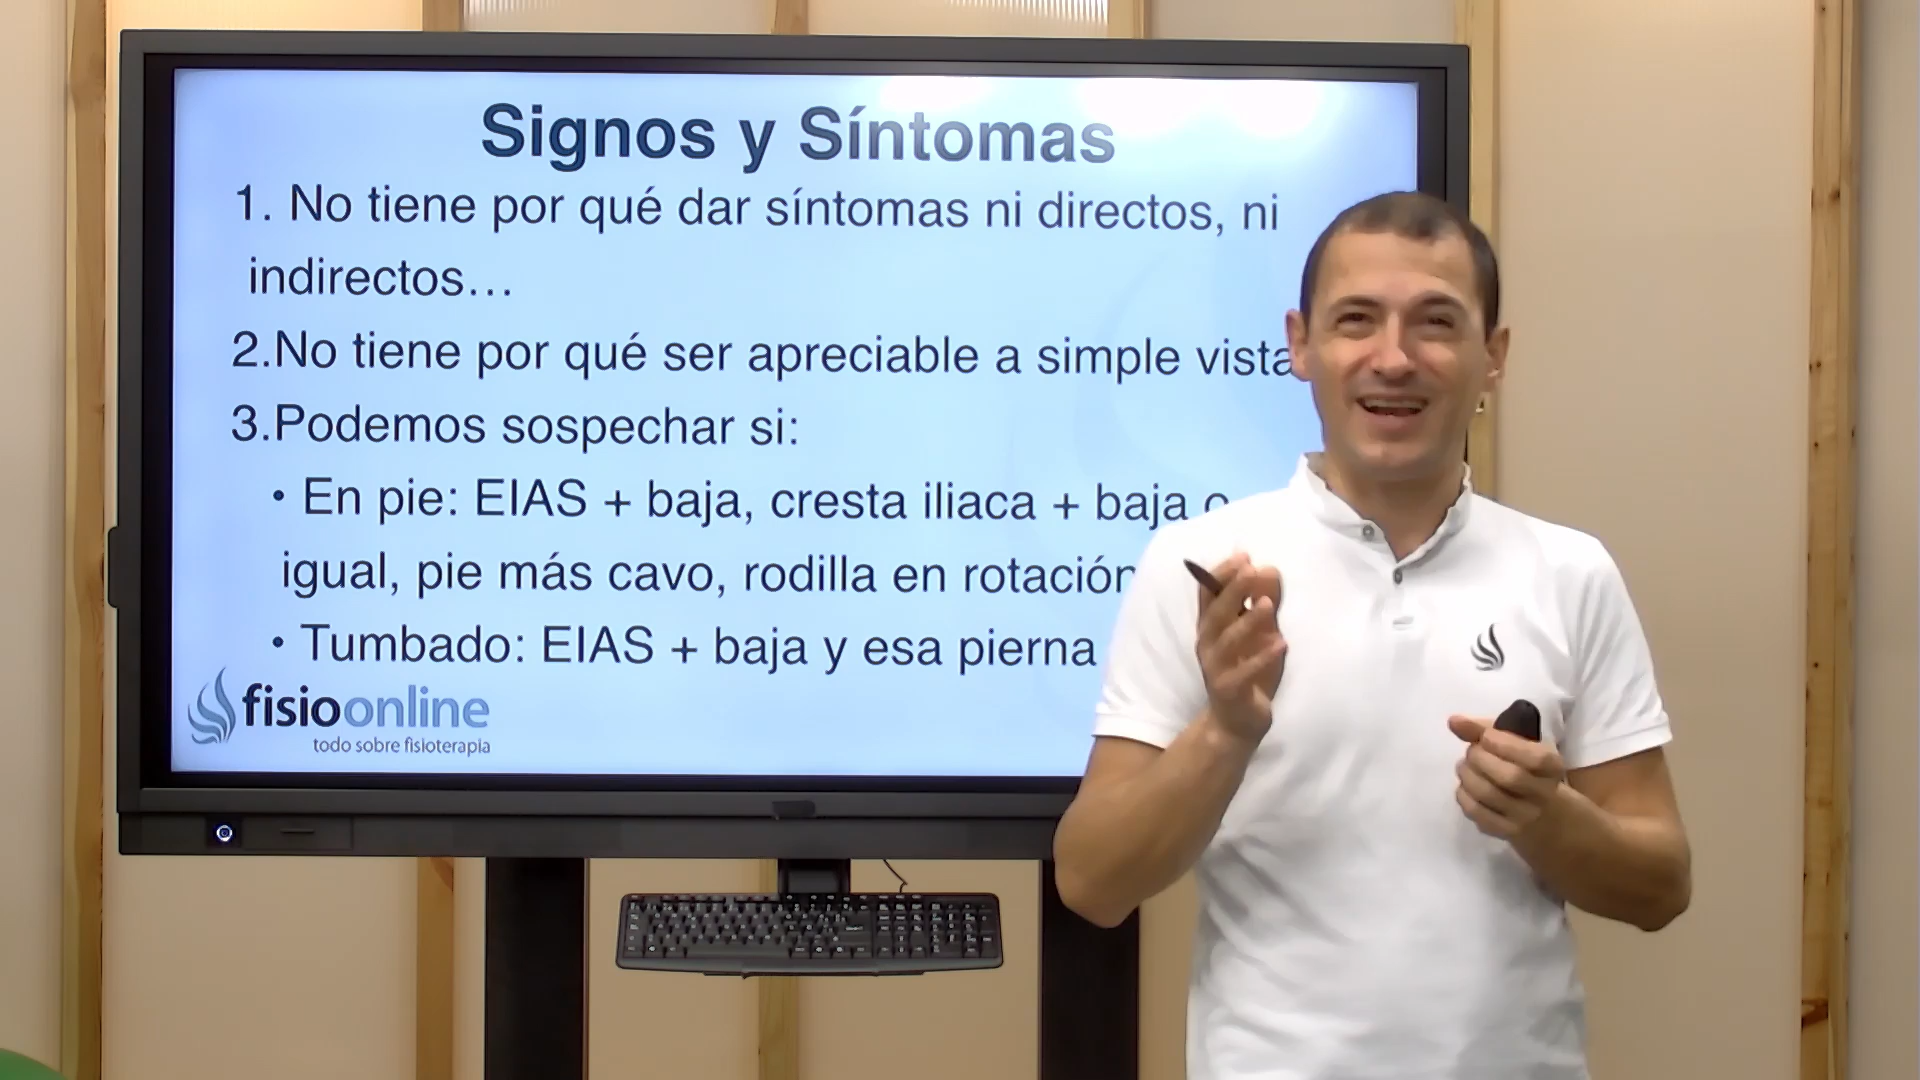 Signos y Síntomas
1. No tiene por qué dar síntomas ni directos, ni
indirectos...
2.No tiene por qué ser apreciable a simple vista
3.Podemos sospechar si:
• En pie: EIAS + baja, cresta iliaca + baja o
igual, pie más cavo, rodilla en rotación
• Tumbado: EIAS + baja y esa pierna
fisioonline
todo sobre fisioterapia